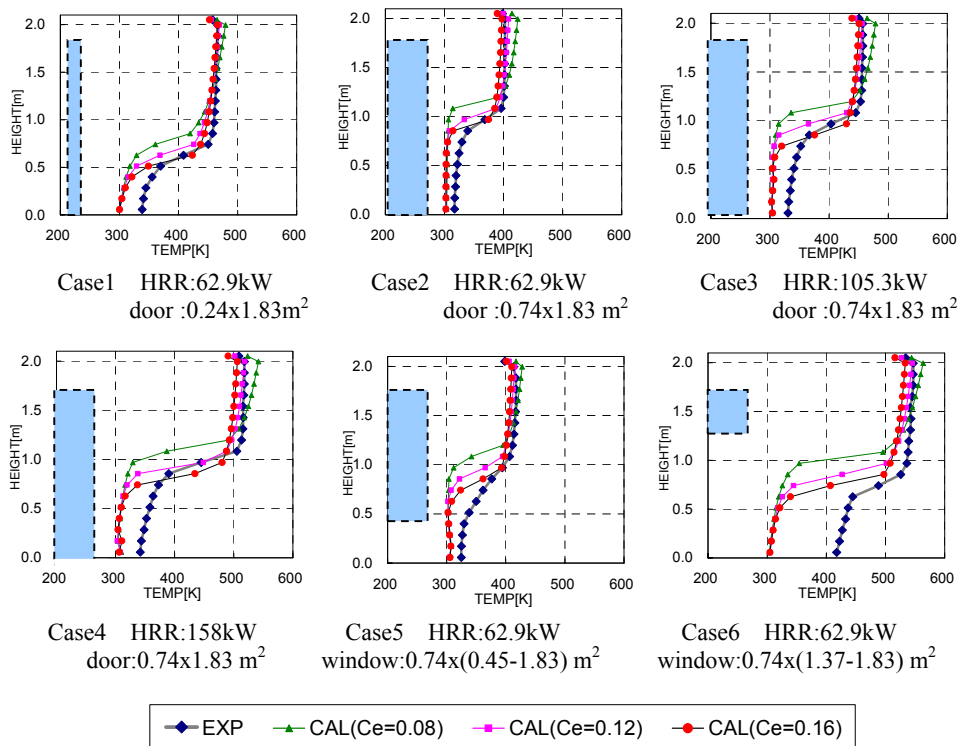 2.0
1.5
1.0
0.5
0.0
HEIGHT[m]
200 300 400 500 600
TEMP[K]
Case1 HRR:62.9kW
door :0.24x1.83m²
2.0
1.5
1.0
0.5
0.0
HEIGHT[m]
200 300 400 500 600
TEMP[K]
Case2 HRR:62.9kW
door :0.74x1.83 m²
2.0
1.5
1.0
0.5
0.0
HEIGHT[m]
200 300 400 500 600
TEMP[K]
Case3 HRR:105.3kW
door :0.74x1.83 m²
2.0
1.5
1.0
0.5
0.0
HEIGHT[m]
200 300 400 500 600
TEMP[K]
Case4 HRR:158kW
door:0.74x1.83 m²
2.0
1.5
1.0
0.5
0.0
HEIGHT[m]
200 300 400 500 600
TEMP[K]
Case5 HRR:62.9kW
window:0.74x(0.45-1.83) m²
2.0
1.5
1.0
0.5
0.0
HEIGHT[m]
200 300 400 500 600
TEMP[K]
Case6 HRR:62.9kW
window:0.74x(1.37-1.83) m²
EXP CAL(Ce=0.08) CAL(Ce=0.12) CAL(Ce=0.16)